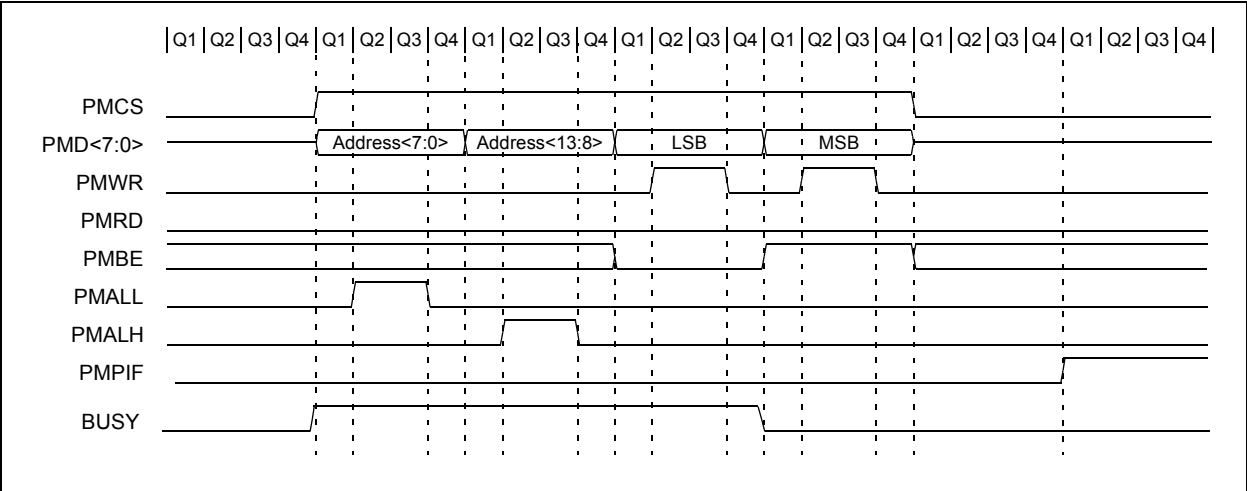 Q1 Q2 Q3 Q4 Q1 Q2 Q3 Q4 Q1 Q2 Q3 Q4 Q1 Q2 Q3 Q4 Q1 Q2 Q3 Q4 Q1 Q2 Q3 Q4 Q1 Q2 Q3 Q4
PMCS
PMD<7:0> Address<7:0> Address<13:8> LSB MSB
PMWR
PMRD
PMBE
PMALL
PMALH
PMPIF
BUSY